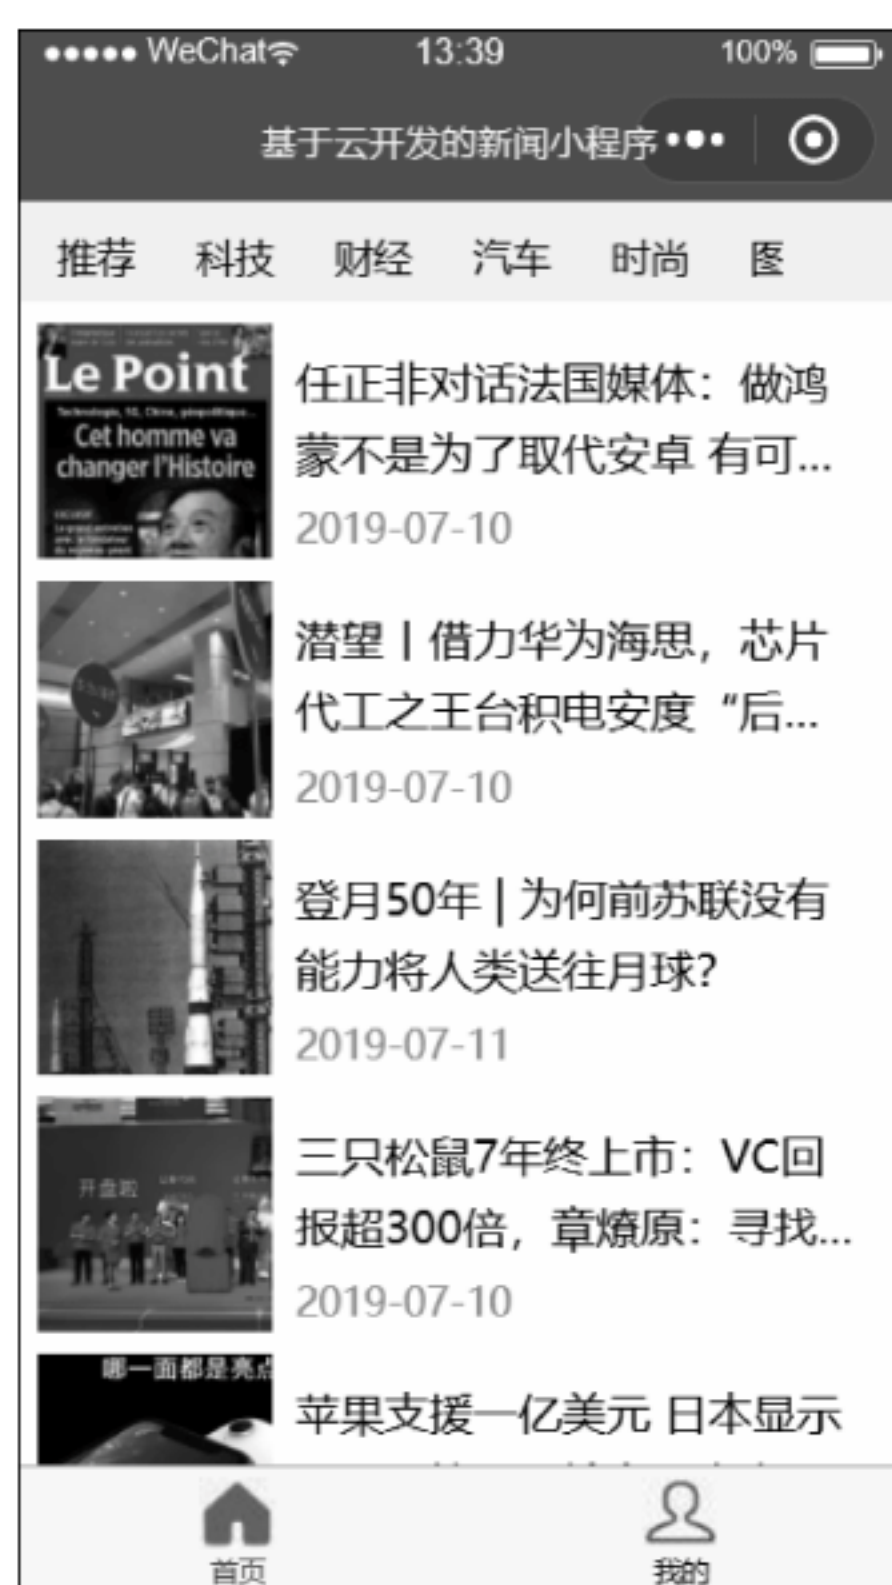 WeChat 13:39 100%
基于云开发的新闻小程序
推荐 科技 财经 汽车 时尚 图
Le Point
Technologie, 5G, Chine, géopolitique...
Cet homme va
changer l'Histoire
任正非对话法国媒体：做鸿
蒙不是为了取代安卓 有可...
2019-07-10
潜望丨借力华为海思，芯片
代工之王台积电安度“后...
2019-07-10
登月50年 | 为何前苏联没有
能力将人类送往月球？
2019-07-11
开盘啦
三只松鼠7年终上市：VC回
报超300倍，章燎原：寻找...
2019-07-10
哪一面都是亮点
苹果支援一亿美元 日本显示
首页 我的